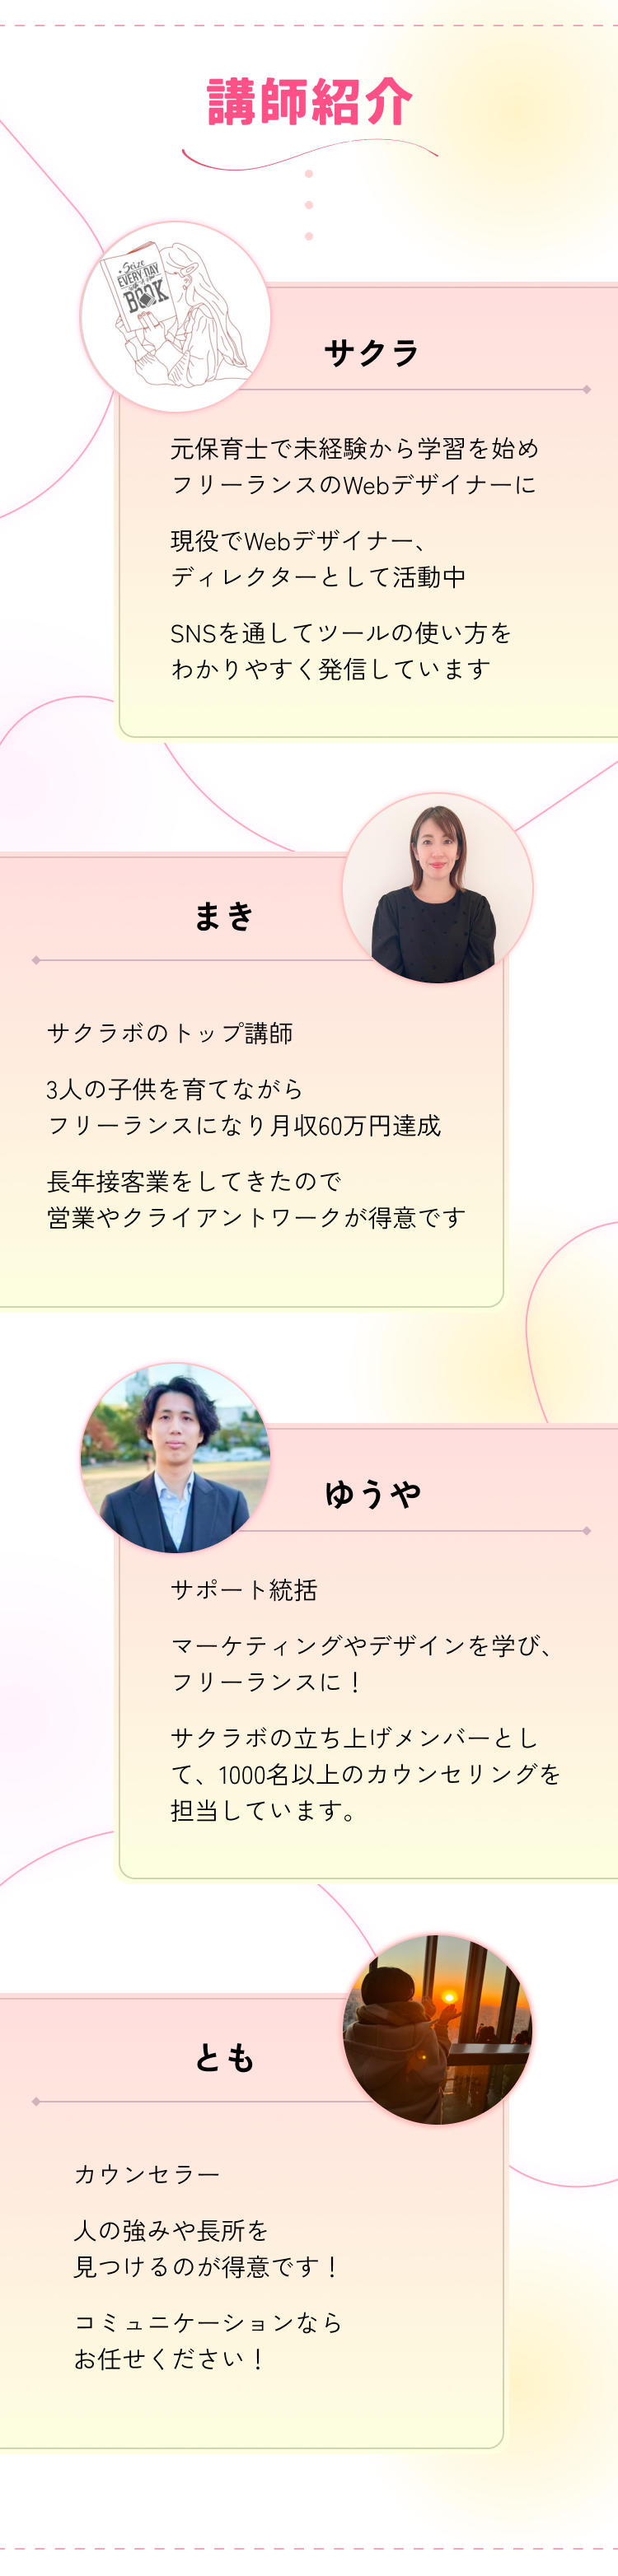 講師紹介
Seize
EVERY DAY
BOOK
サクラ
元保育士で未経験から学習を始め
フリーランスのWebデザイナーに
現役でWebデザイナー、
ディレクターとして活動中
SNSを通してツールの使い方を
わかりやすく発信しています
まき
サクラボのトップ講師
3人の子供を育てながら
フリーランスになり月収60万円達成
長年接客業をしてきたので
営業やクライアントワークが得意です
ゆうや
サポート統括
マーケティングやデザインを学び、
フリーランスに！
サクラボの立ち上げメンバーとし
て、1000名以上のカウンセリングを
担当しています。
とも
カウンセラー
人の強みや長所を
見つけるのが得意です！
コミュニケーションなら
お任せください！